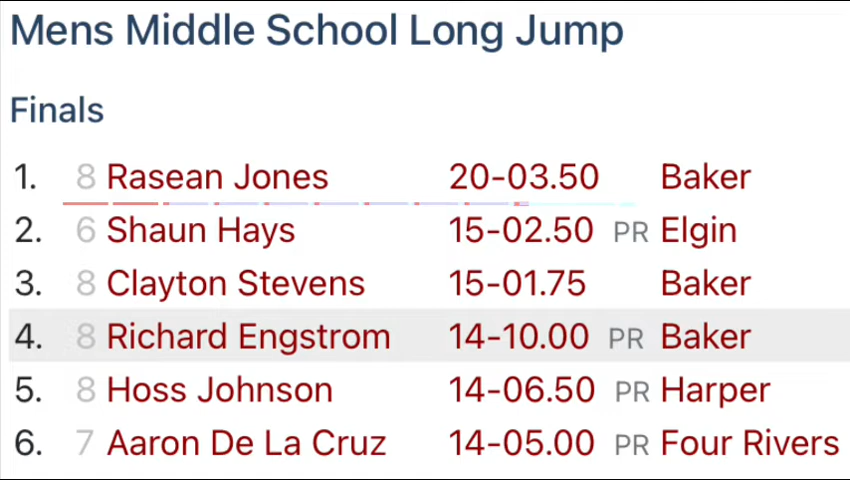 Mens Middle School Long Jump
Finals
1. 8 Rasean Jones 20-03.50 Baker
2. 6 Shaun Hays 15-02.50 PR Elgin
3. 8 Clayton Stevens 15-01.75 Baker
4. 8 Richard Engstrom 14-10.00 PR Baker
5. 8 Hoss Johnson 14-06.50 PR Harper
6. 7 Aaron De La Cruz 14-05.00 PR Four Rivers